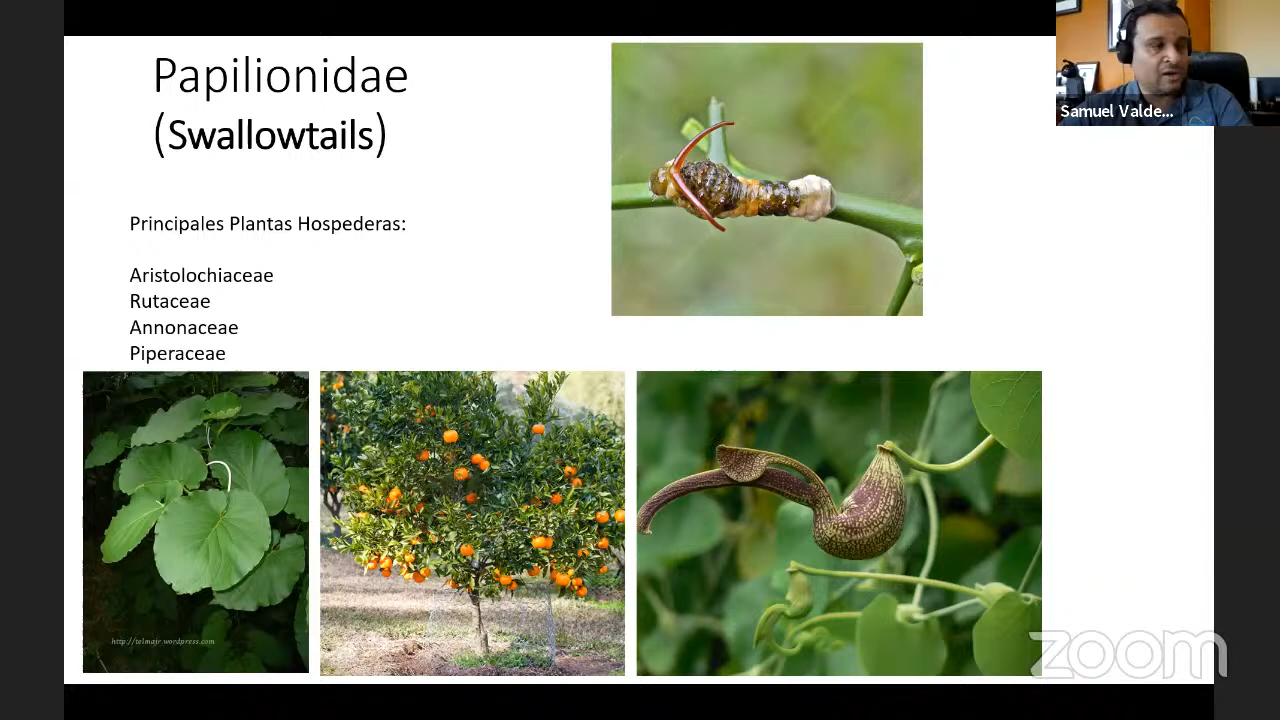 Papilionidae
(Swallowtails)
Samuel Valde...
Principales Plantas Hospederas:
Aristolochiaceae
Rutaceae
Annonaceae
Piperaceae
http://telmajr.wordpress.com
zoom